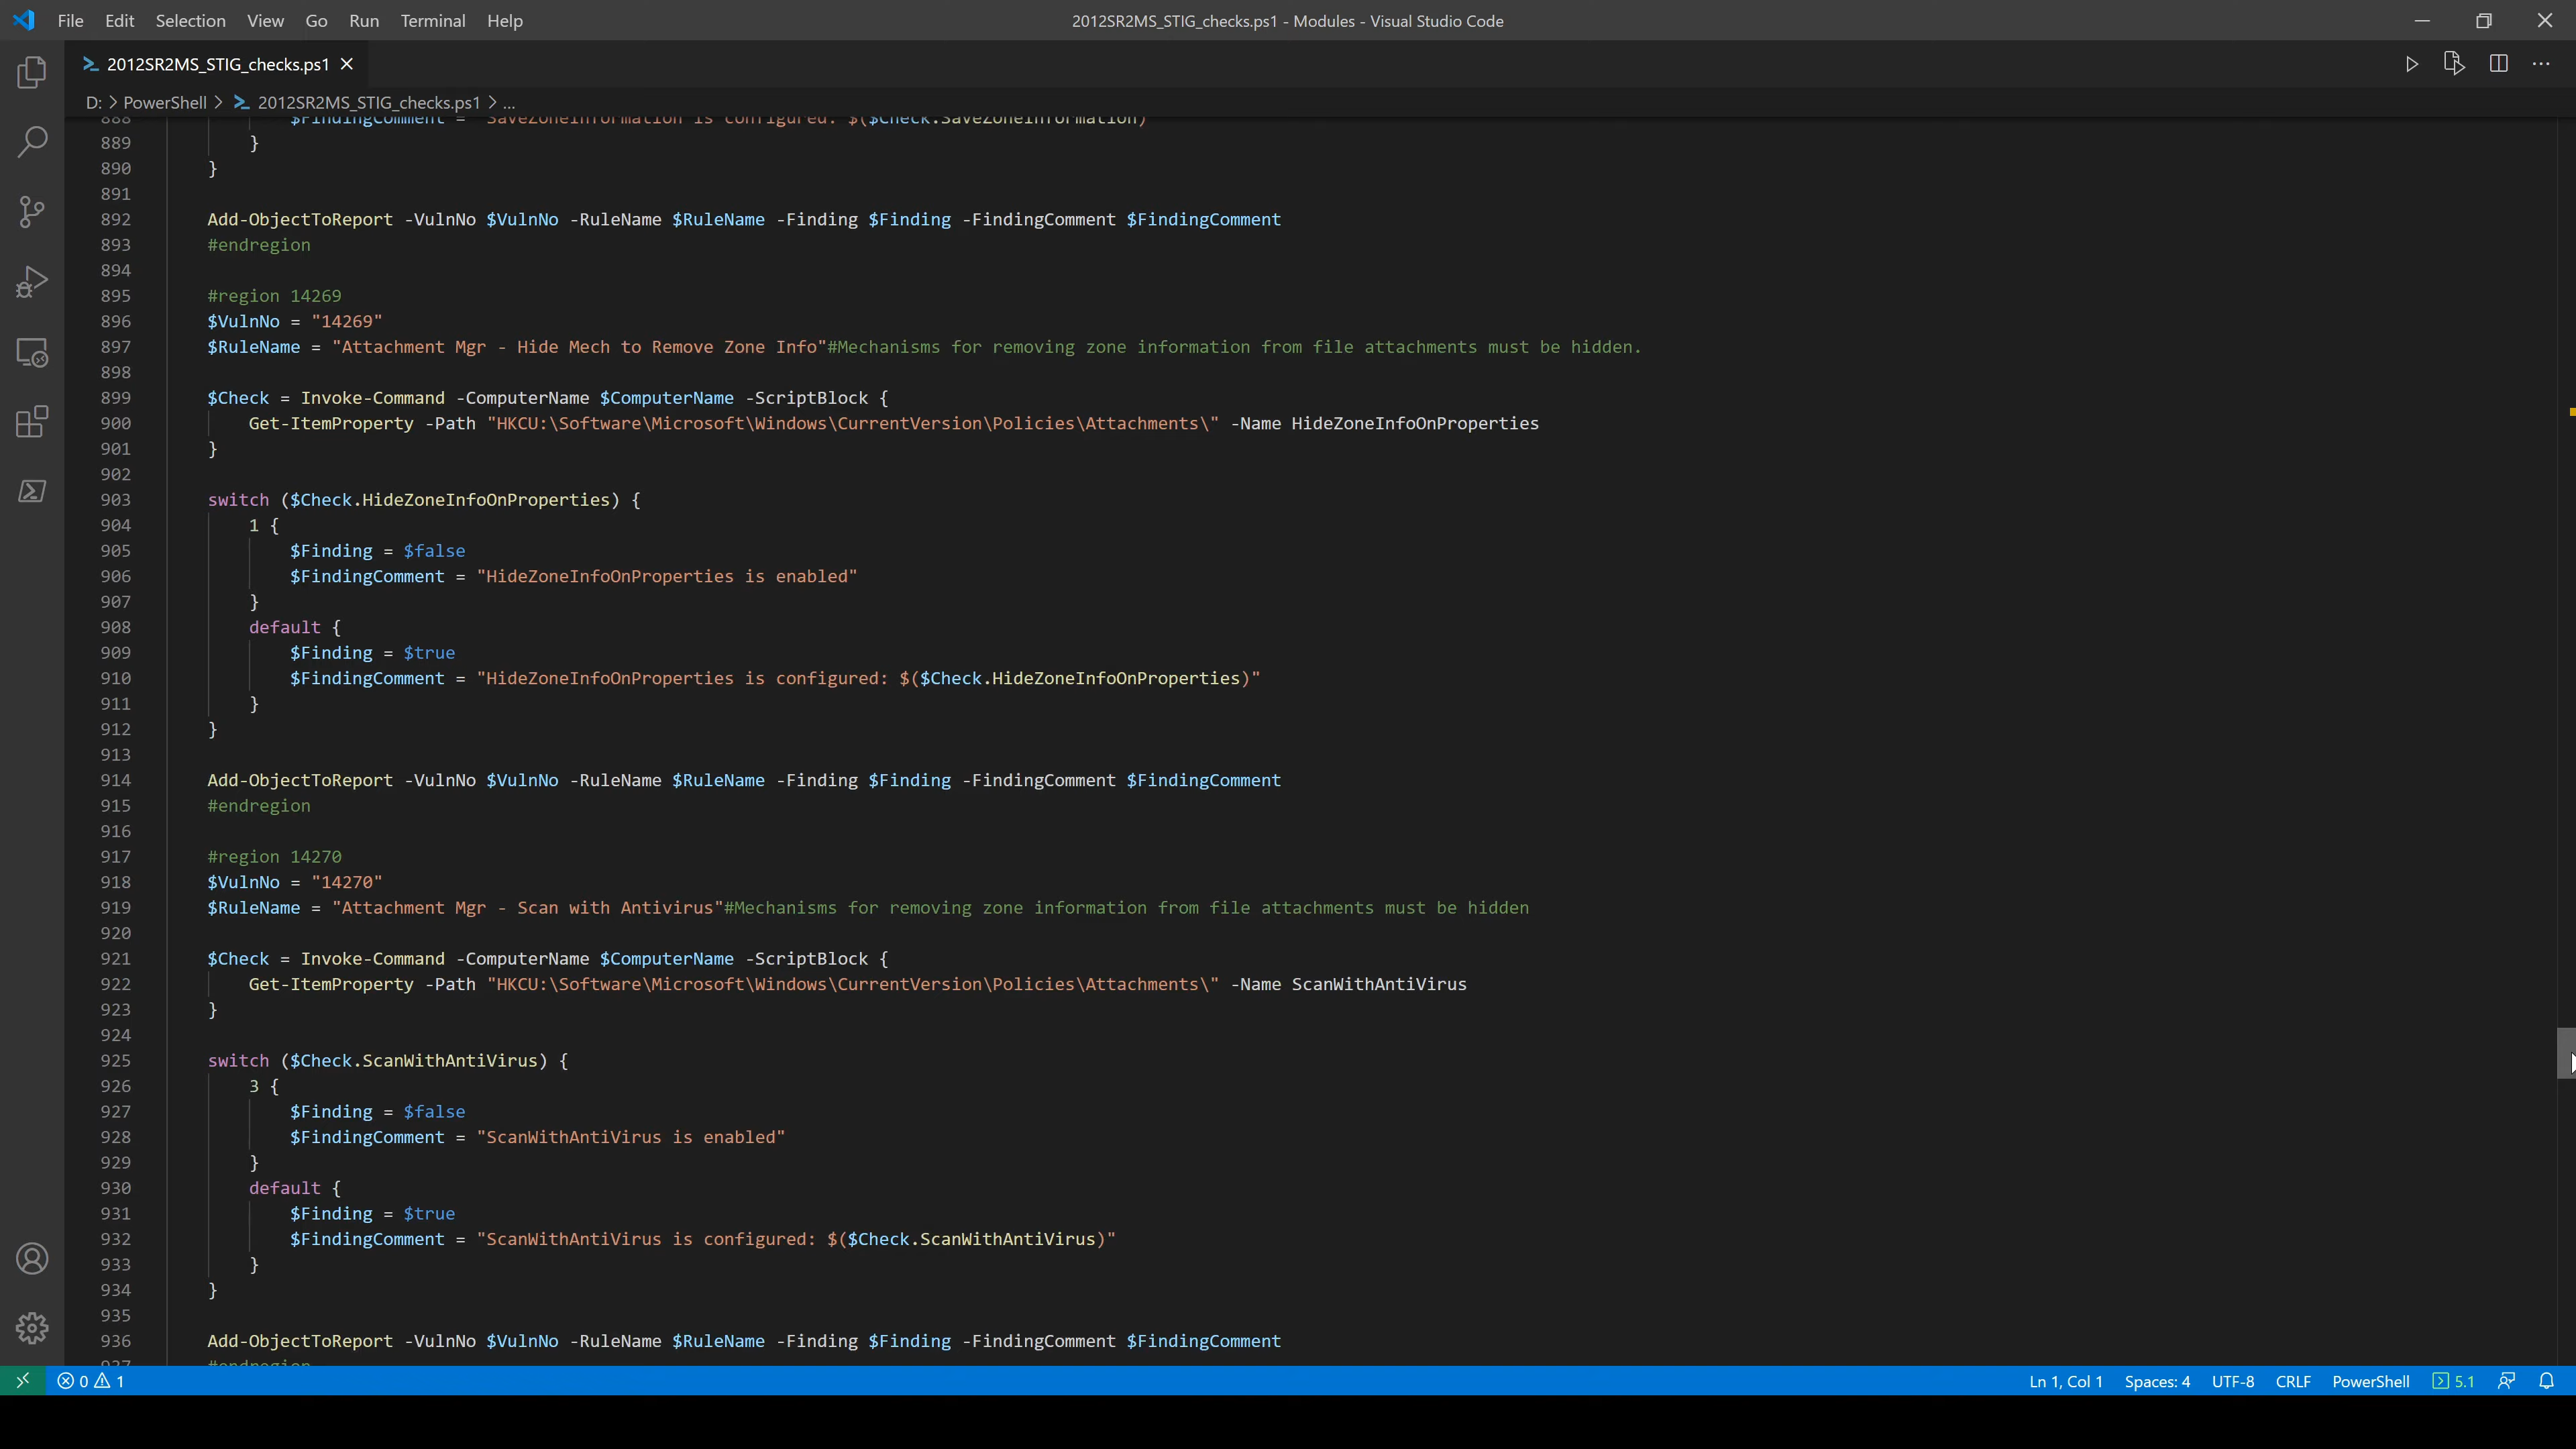 File Edit Selection View Go Run Terminal Help
2012SR2MS_STIG_checks.ps1 - Modules - Visual Studio Code
2012SR2MS_STIG_checks.ps1
D: > PowerShell > 2012SR2MS_STIG_checks.ps1 > ...
888 $FindingComment = "SaveZoneInformation is configured: $($Check.SaveZoneInformation)
889 }
890 }
891
892 Add-ObjectToReport -VulnNo $VulnNo -RuleName $RuleName -Finding $Finding -FindingComment $FindingComment
893 #endregion
894
895 #region 14269
896 $VulnNo = "14269"
897 $RuleName = "Attachment Mgr - Hide Mech to Remove Zone Info"#Mechanisms for removing zone information from file attachments must be hidden.
898
899 $Check = Invoke-Command -ComputerName $ComputerName -ScriptBlock {
900 Get-ItemProperty -Path "HKCU:\Software\Microsoft\Windows\CurrentVersion\Policies\Attachments\" -Name HideZoneInfoOnProperties
901 }
902
903 switch ($Check.HideZoneInfoOnProperties) {
904 1 {
905 $Finding = $false
906 $FindingComment = "HideZoneInfoOnProperties is enabled"
907 }
908 default {
909 $Finding = $true
910 $FindingComment = "HideZoneInfoOnProperties is configured: $($Check.HideZoneInfoOnProperties)"
911 }
912 }
913
914 Add-ObjectToReport -VulnNo $VulnNo -RuleName $RuleName -Finding $Finding -FindingComment $FindingComment
915 #endregion
916
917 #region 14270
918 $VulnNo = "14270"
919 $RuleName = "Attachment Mgr - Scan with Antivirus"#Mechanisms for removing zone information from file attachments must be hidden
920
921 $Check = Invoke-Command -ComputerName $ComputerName -ScriptBlock {
922 Get-ItemProperty -Path "HKCU:\Software\Microsoft\Windows\CurrentVersion\Policies\Attachments\" -Name ScanWithAntiVirus
923 }
924
925 switch ($Check.ScanWithAntiVirus) {
926 3 {
927 $Finding = $false
928 $FindingComment = "ScanWithAntiVirus is enabled"
929 }
930 default {
931 $Finding = $true
932 $FindingComment = "ScanWithAntiVirus is configured: $($Check.ScanWithAntiVirus)"
933 }
934 }
935
936 Add-ObjectToReport -VulnNo $VulnNo -RuleName $RuleName -Finding $Finding -FindingComment $FindingComment
937 #endregion
0 1 Ln 1, Col 1 Spaces: 4 UTF-8 CRLF PowerShell 5.1